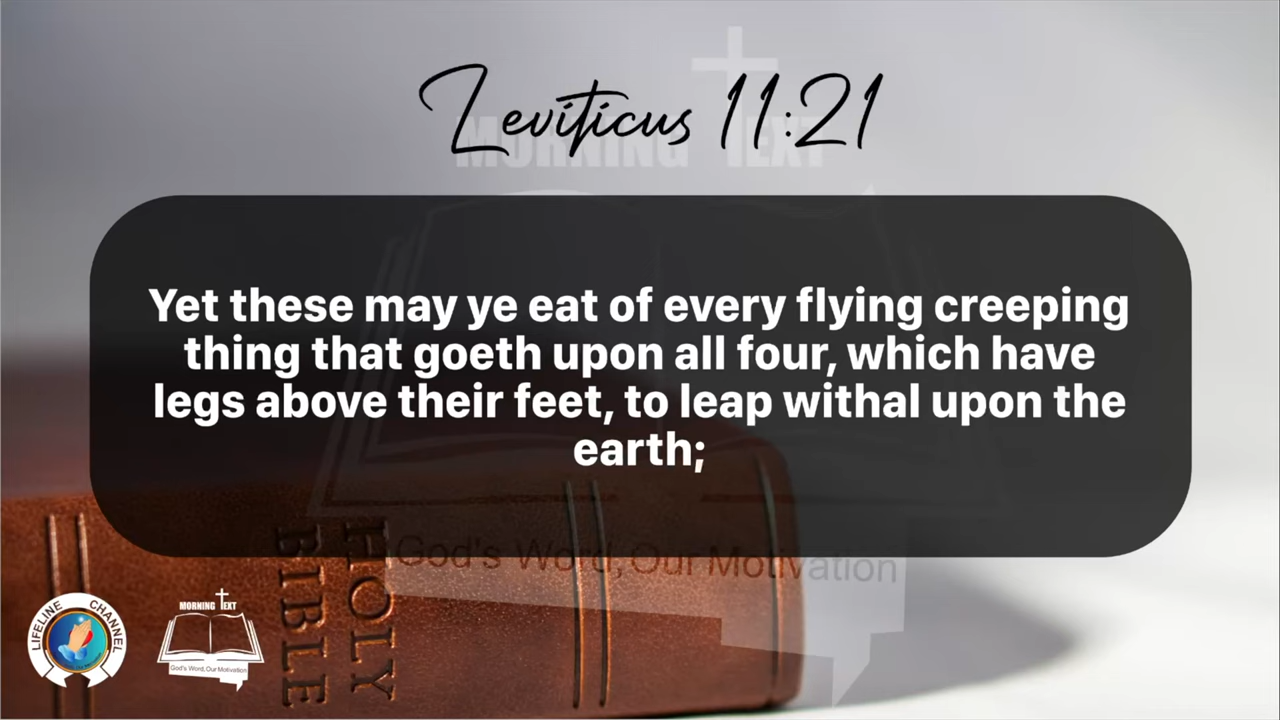 Leviticus 11:21
MORNING TEXT
Yet these may ye eat of every flying creeping
thing that goeth upon all four, which have
legs above their feet, to leap withal upon the
earth;
God's Word, Our Motivation
HOLY
BIBLE
LIFELINE CHANNEL
MORNING TEXT
God's Word, Our Motivation